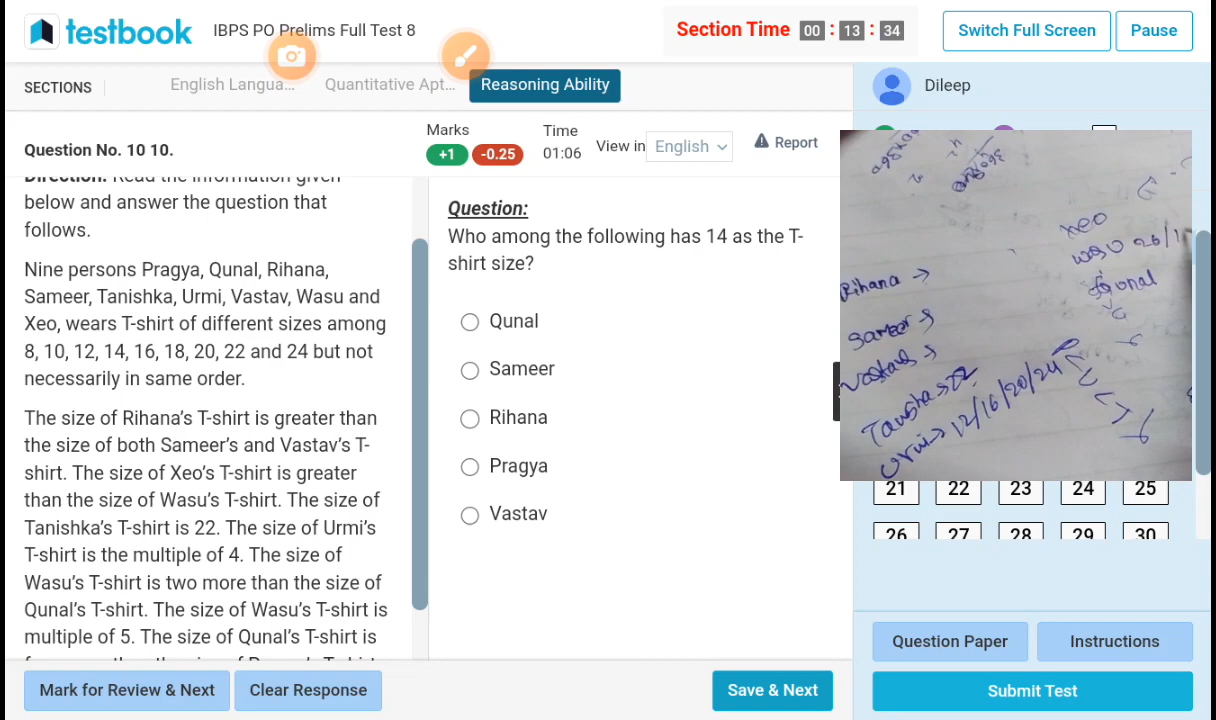 testbook
IBPS PO Prelims Full Test 8
Section Time 00 : 13 : 34
Switch Full Screen
Pause
SECTIONS
English Langua...
Quantitative Apt...
Reasoning Ability
Dileep
Question No. 10 10.
Marks
+1 -0.25
Time
01:06
View in English
Report
Direction: Read the information given
below and answer the question that
follows.
Nine persons Pragya, Qunal, Rihana,
Sameer, Tanishka, Urmi, Vastav, Wasu and
Xeo, wears T-shirt of different sizes among
8, 10, 12, 14, 16, 18, 20, 22 and 24 but not
necessarily in same order.
The size of Rihana's T-shirt is greater than
the size of both Sameer's and Vastav's T-
shirt. The size of Xeo's T-shirt is greater
than the size of Wasu's T-shirt. The size of
Tanishka's T-shirt is 22. The size of Urmi's
T-shirt is the multiple of 4. The size of
Wasu's T-shirt is two more than the size of
Qunal's T-shirt. The size of Wasu's T-shirt is
multiple of 5. The size of Qunal's T-shirt is
Question:
Who among the following has 14 as the T-
shirt size?
Qunal
Sameer
Rihana
Pragya
Vastav
Xeo
Rihana →
Qunal
Sameer →
Vastav →
Urmi → 12/16/20/24
21 22 23 24 25
26 27 28 29 30
Mark for Review & Next
Clear Response
Save & Next
Question Paper
Instructions
Submit Test